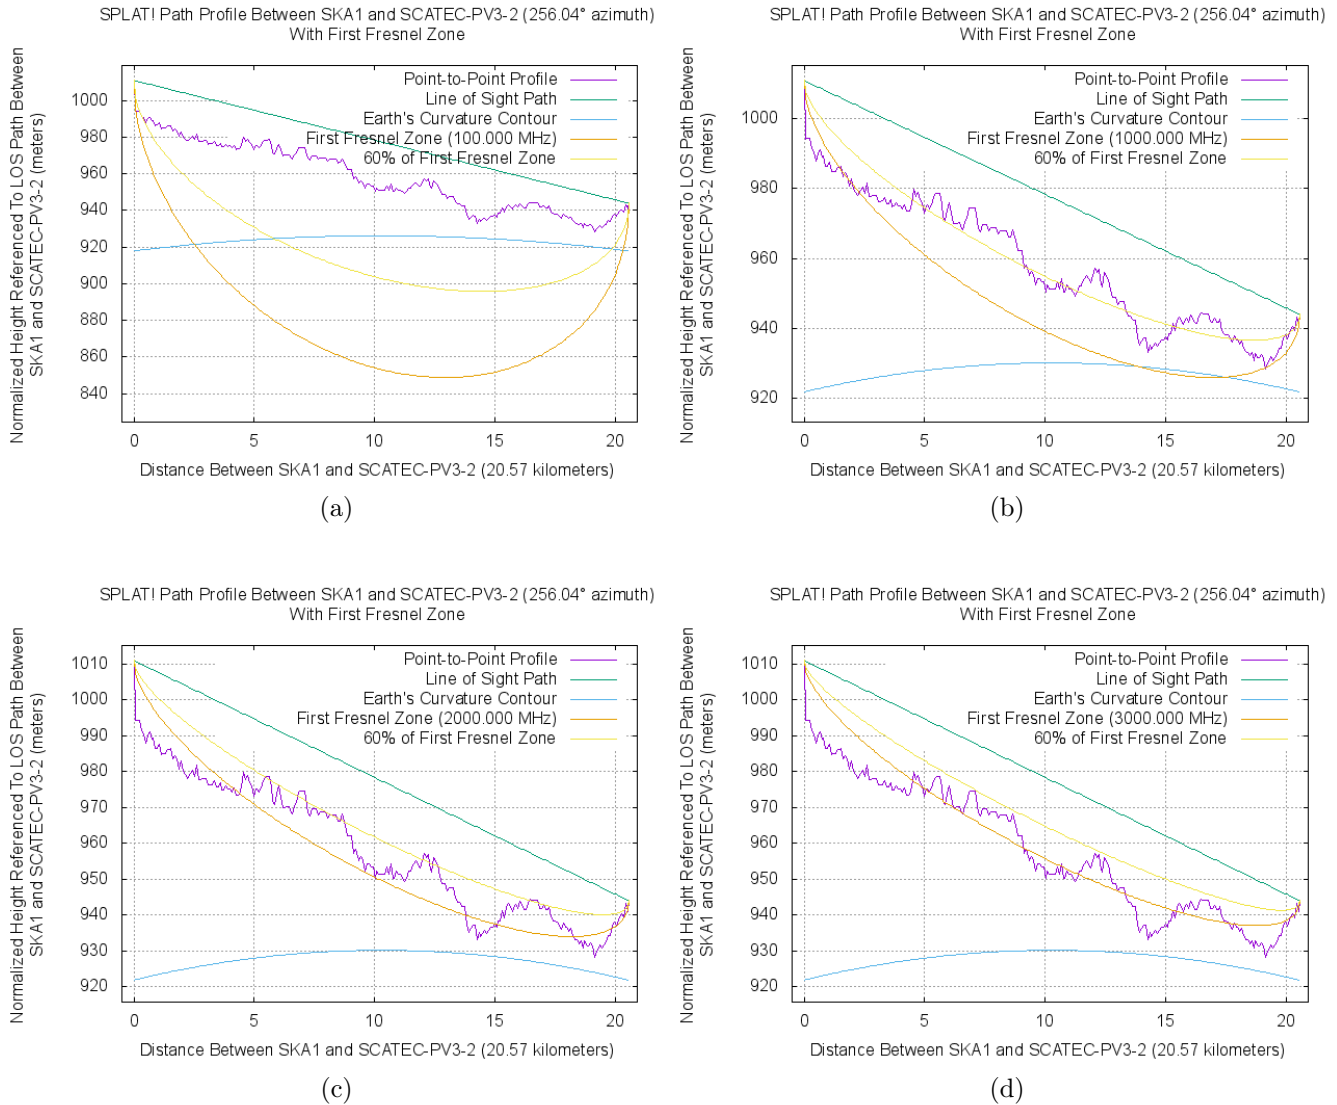 SPLAT! Path Profile Between SKA1 and SCATEC-PV3-2 (256.04° azimuth)
With First Fresnel Zone
Normalized Height Referenced To LOS Path Between
SKA1 and SCATEC-PV3-2 (meters)
Point-to-Point Profile
Line of Sight Path
Earth's Curvature Contour
First Fresnel Zone (100.000 MHz)
60% of First Fresnel Zone
1000
980
960
940
920
900
880
860
840
0 5 10 15 20
Distance Between SKA1 and SCATEC-PV3-2 (20.57 kilometers)
(a)
SPLAT! Path Profile Between SKA1 and SCATEC-PV3-2 (256.04° azimuth)
With First Fresnel Zone
Normalized Height Referenced To LOS Path Between
SKA1 and SCATEC-PV3-2 (meters)
Point-to-Point Profile
Line of Sight Path
Earth's Curvature Contour
First Fresnel Zone (1000.000 MHz)
60% of First Fresnel Zone
1000
980
960
940
920
0 5 10 15 20
Distance Between SKA1 and SCATEC-PV3-2 (20.57 kilometers)
(b)
SPLAT! Path Profile Between SKA1 and SCATEC-PV3-2 (256.04° azimuth)
With First Fresnel Zone
Normalized Height Referenced To LOS Path Between
SKA1 and SCATEC-PV3-2 (meters)
Point-to-Point Profile
Line of Sight Path
Earth's Curvature Contour
First Fresnel Zone (2000.000 MHz)
60% of First Fresnel Zone
1010
1000
990
980
970
960
950
940
930
920
0 5 10 15 20
Distance Between SKA1 and SCATEC-PV3-2 (20.57 kilometers)
(c)
SPLAT! Path Profile Between SKA1 and SCATEC-PV3-2 (256.04° azimuth)
With First Fresnel Zone
Normalized Height Referenced To LOS Path Between
SKA1 and SCATEC-PV3-2 (meters)
Point-to-Point Profile
Line of Sight Path
Earth's Curvature Contour
First Fresnel Zone (3000.000 MHz)
60% of First Fresnel Zone
1010
1000
990
980
970
960
950
940
930
920
0 5 10 15 20
Distance Between SKA1 and SCATEC-PV3-2 (20.57 kilometers)
(d)